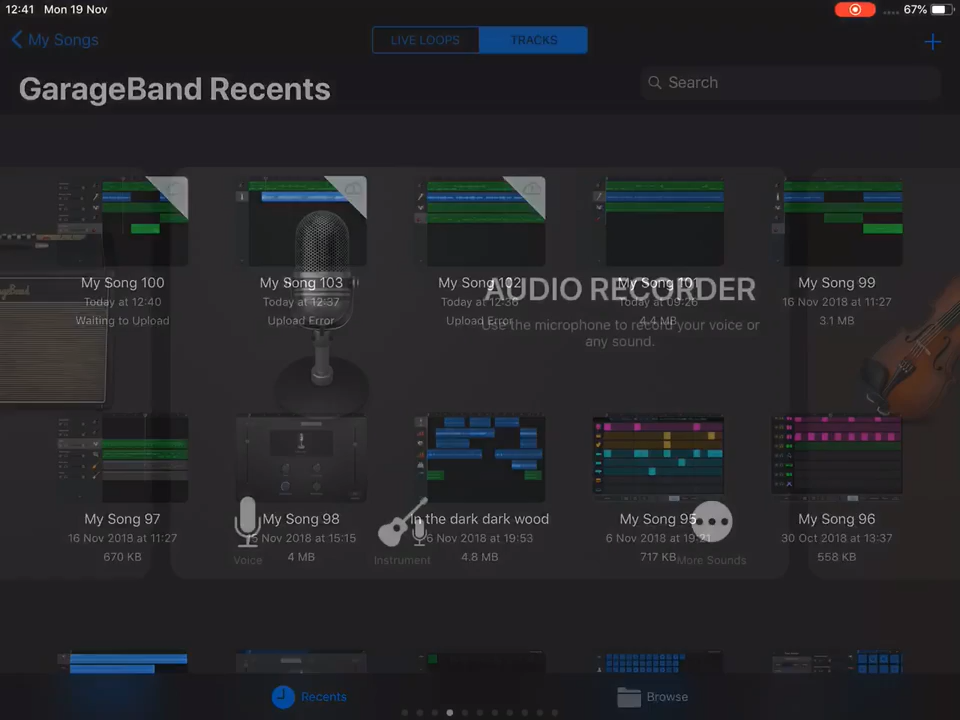 12:41 Mon 19 Nov
67%
My Songs
LIVE LOOPS
TRACKS
GarageBand Recents
Search
My Song 100
Today at 12:40
Waiting to Upload
My Song 103
Today at 12:37
Upload Error
My Song 102
Today at 12:36
Upload Error
My Song 101
Today at 09:26
4.4 MB
My Song 99
16 Nov 2018 at 11:27
3.1 MB
AUDIO RECORDER
Use the microphone to record your voice or
any sound.
My Song 97
16 Nov 2018 at 11:27
670 KB
My Song 98
15 Nov 2018 at 15:15
4 MB
In the dark dark wood
6 Nov 2018 at 19:53
4.8 MB
My Song 95
6 Nov 2018 at 19:21
717 KB
My Song 96
30 Oct 2018 at 13:37
558 KB
Voice
Instrument
More Sounds
Recents
Browse